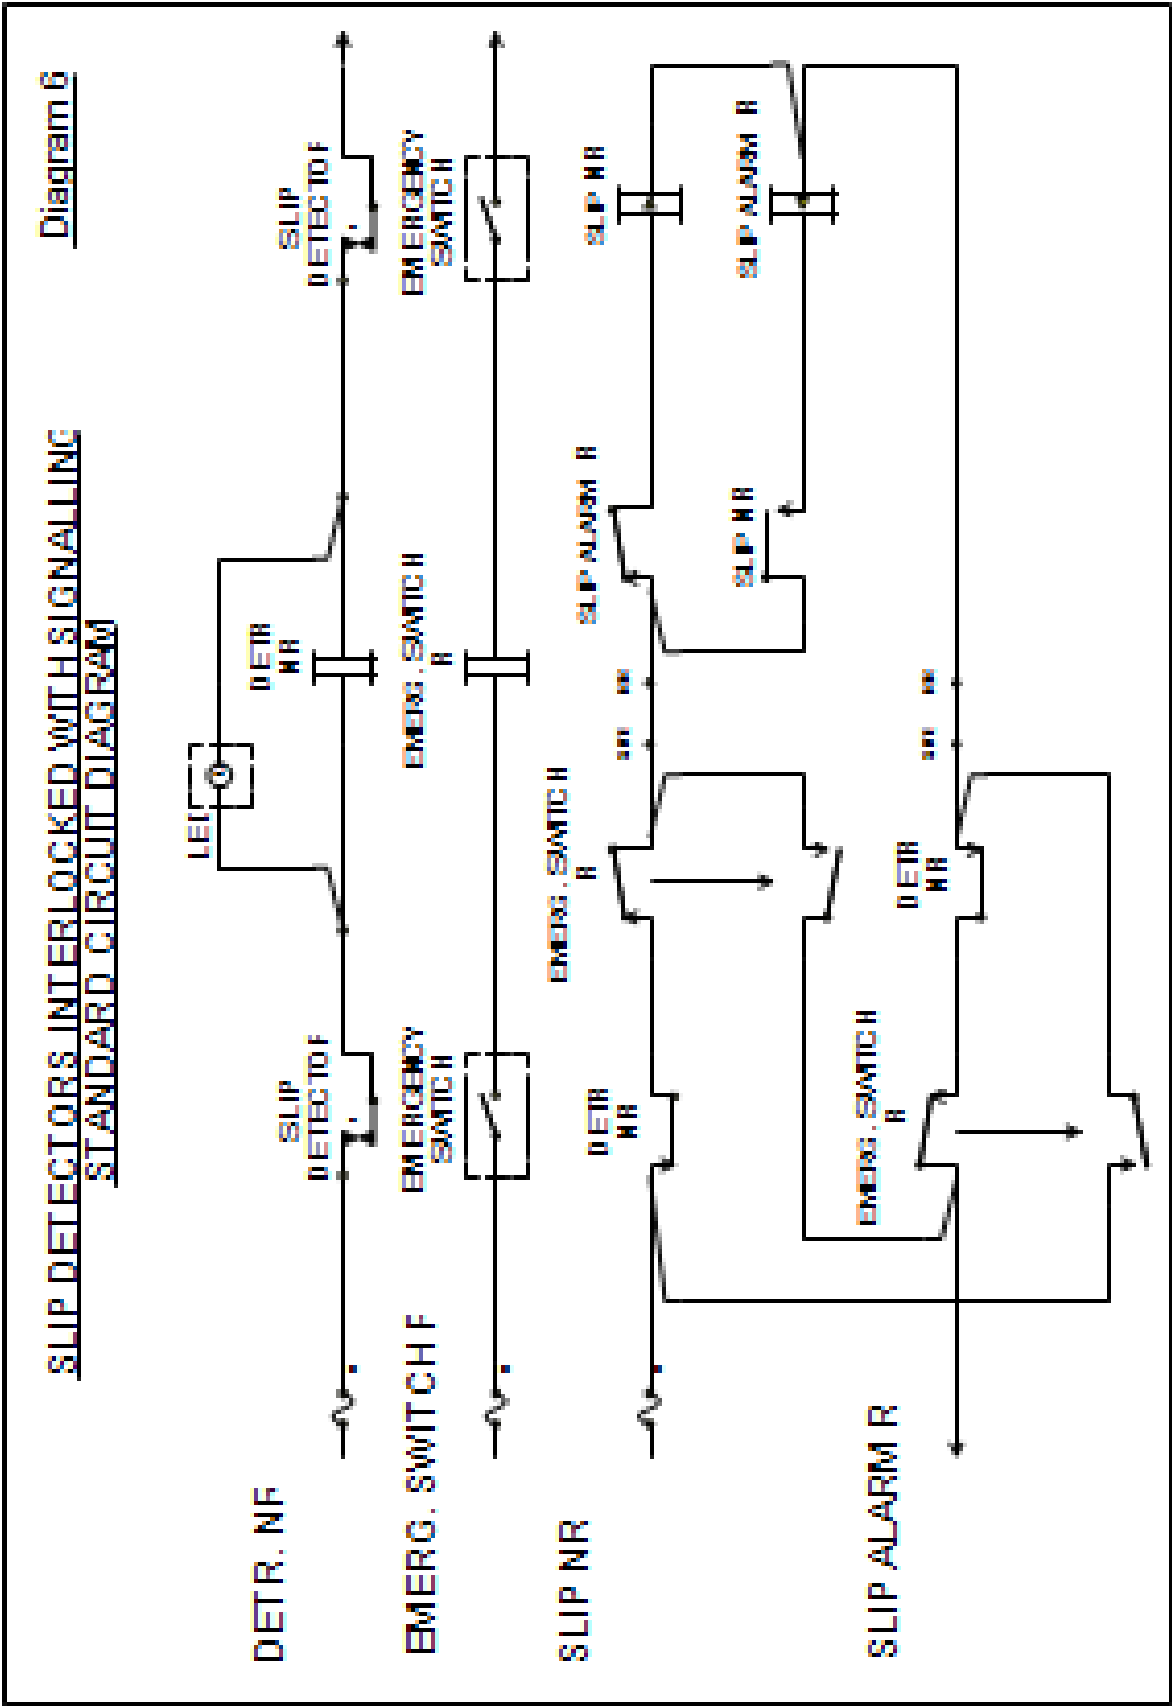 Diagram 6
SLIP DETECTORS INTERLOCKED WITH SIGNALLING
STANDARD CIRCUIT DIAGRAM
LED
DETR. NR
SLIP
DETECTOR
DETR
NR
SLIP
DETECTOR
EMERG. SWITCH R
EMERGENCY
SWITCH
EMERG. SWITCH
R
EMERGENCY
SWITCH
SLIP NR
DETR
NR
EMERG. SWITCH
R
SLIP ALARM R
SLIP NR
SLIP NR
SLIP ALARM R
SLIP ALARM R
EMERG. SWITCH
R
DETR
NR